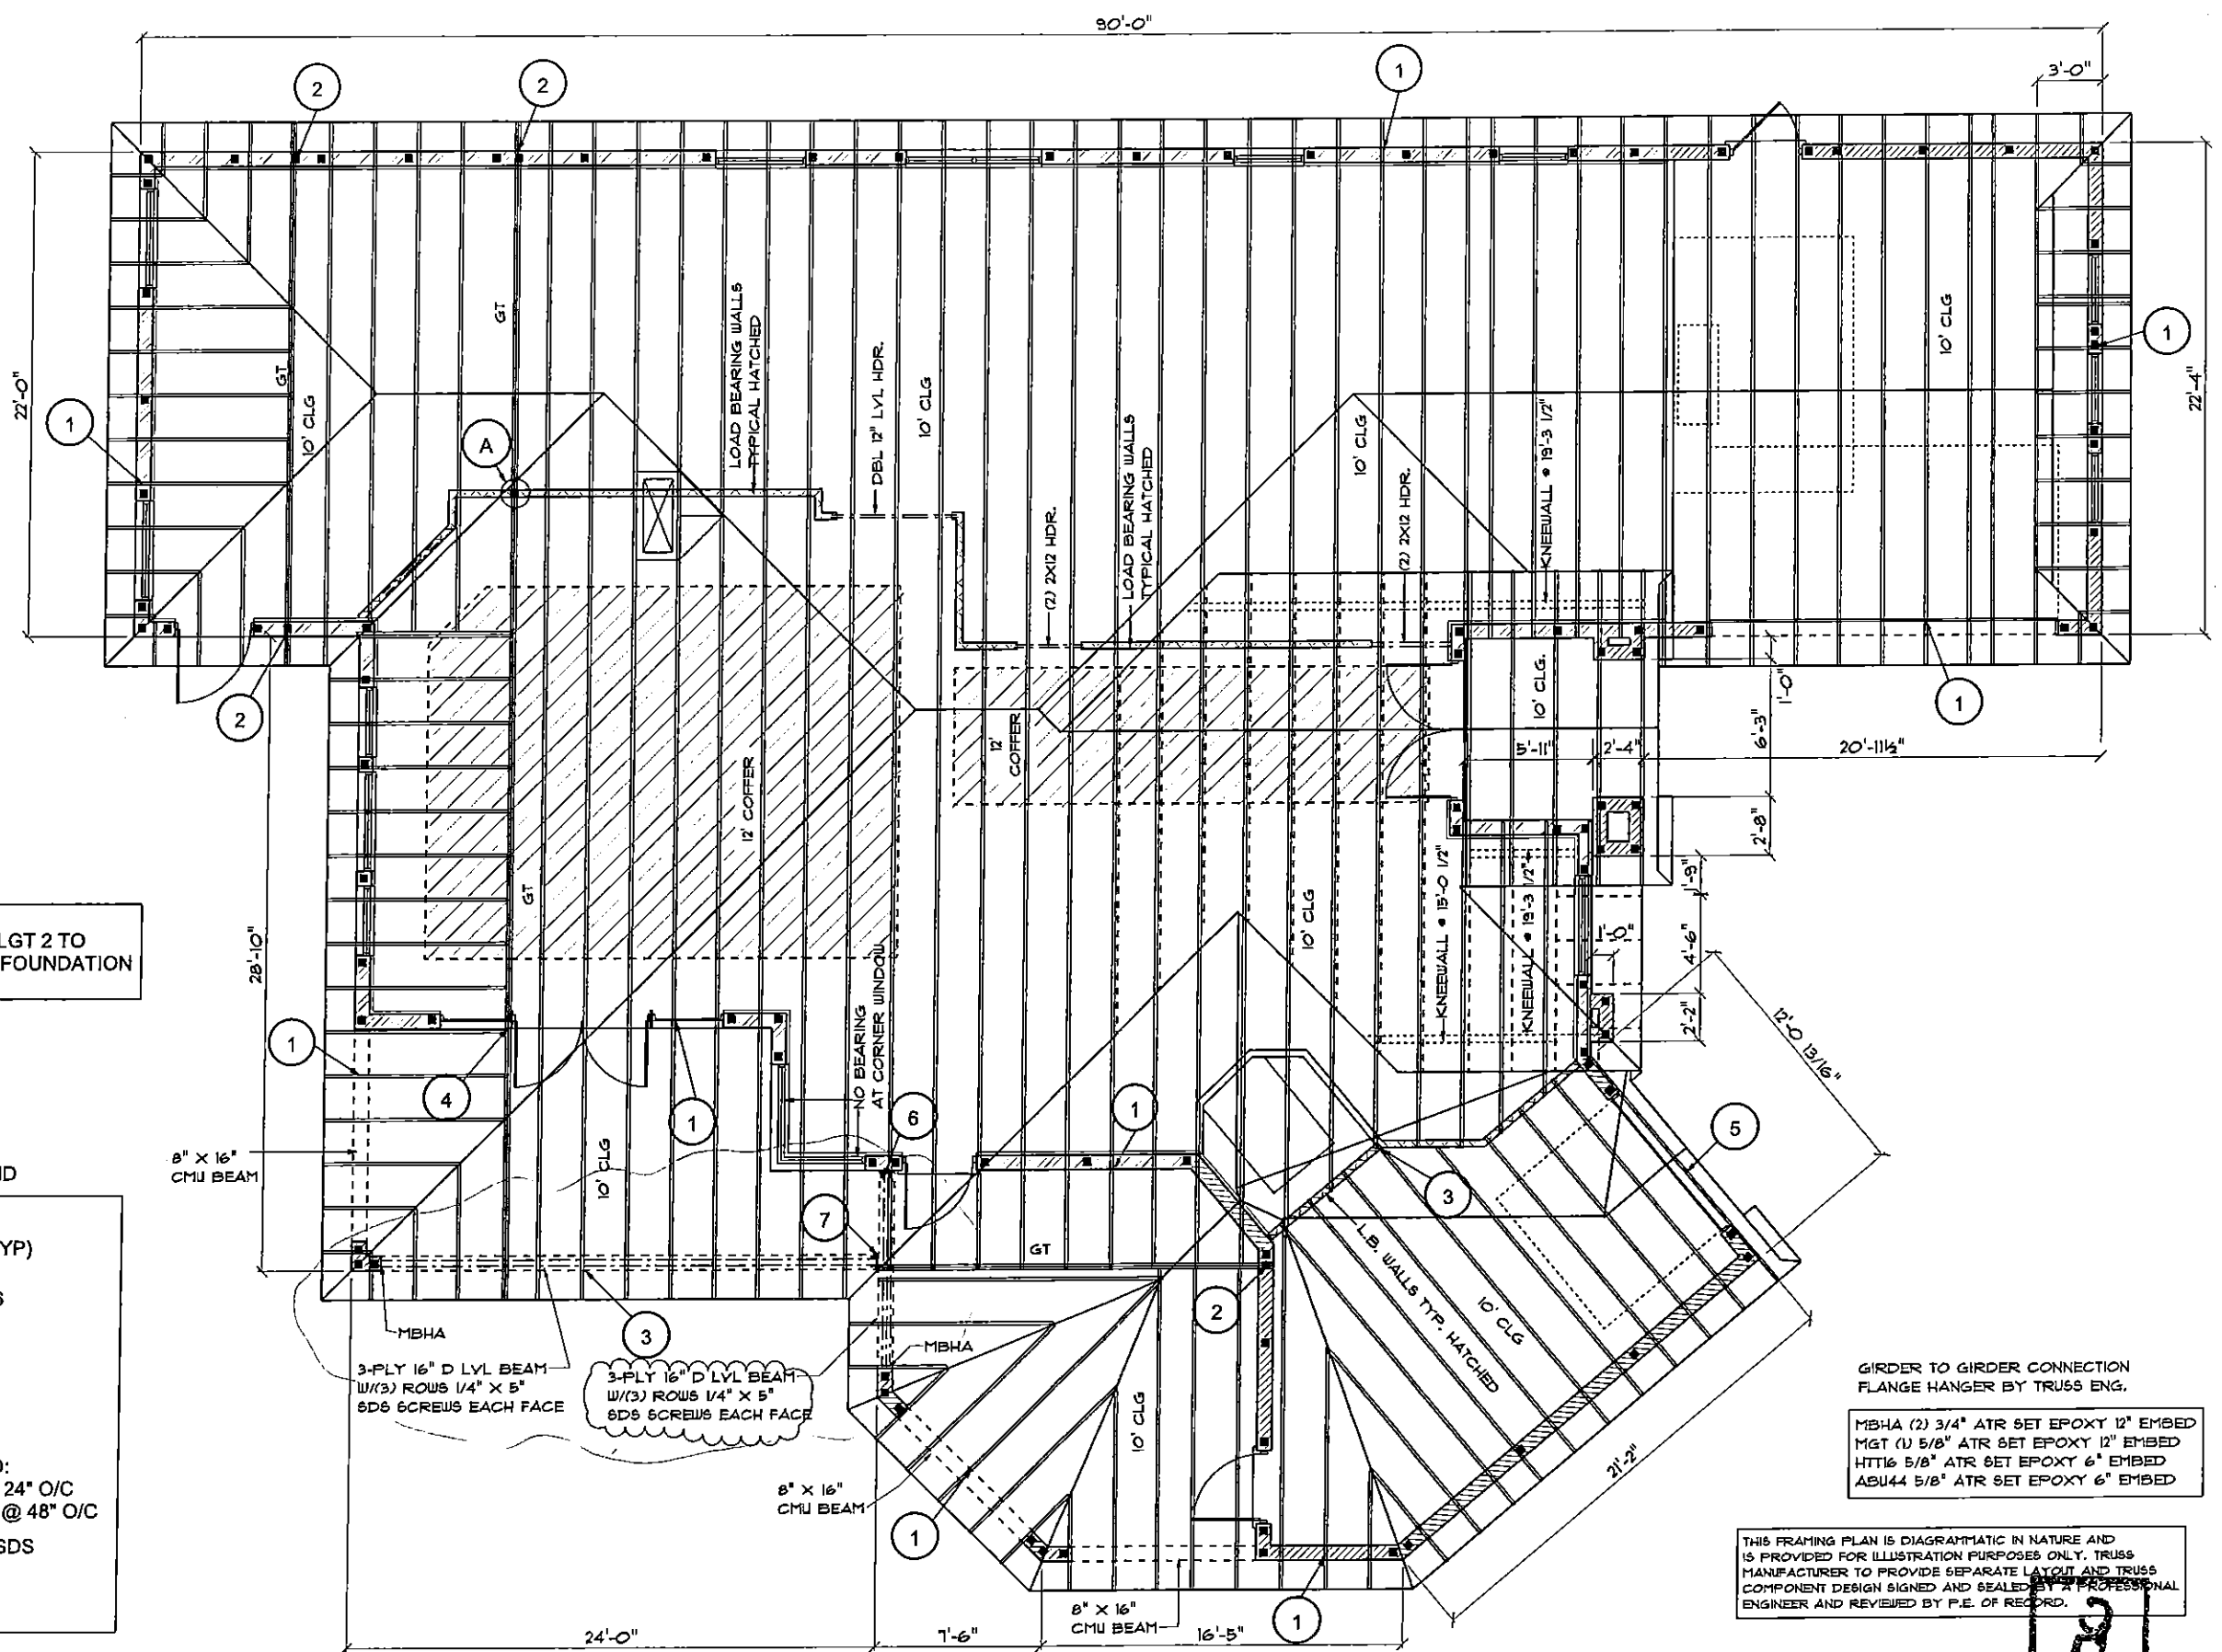 90'-0"
3'-0"
2
2
1
22'-0"
22'-4"
GT
GT
10' CLG
LOAD BEARING WALLS
TYPICAL HATCHED
DBL 12" LVL HDR.
10' CLG
LOAD BEARING WALLS
TYPICAL HATCHED
(2) 2X12 HDR.
(2) 2X12 HDR.
10' CLG
KNEEWALL @ 19'-3 1/2"
10' CLG
1
1
A
2
1
12' COFFER
12'
COFFER
10' CLG.
5'-11"
2'-4"
20'-11 1/2"
1'-0"
6'-3"
2'-8"
1'-9"
4'-6"
1'-0"
2'-2"
12'-0 13/16"
GT
10' CLG
KNEEWALL @ 15'-0 1/2"
KNEEWALL @ 19'-3 1/2"
NO BEARING
AT CORNER WINDOW
28'-10"
LGT 2 TO
FOUNDATION
1
4
1
6
1
5
3
8" X 16"
CMU BEAM
10' CLG
7
GT
2
L.B. WALLS TYP. HATCHED
10' CLG
ND
YP)
S
MBHA
3
MBHA
3-PLY 16" D LVL BEAM
W/(3) ROWS 1/4" X 5"
SDS SCREWS EACH FACE
3-PLY 16" D LVL BEAM
W/(3) ROWS 1/4" X 5"
SDS SCREWS EACH FACE
10' CLG
21'-2"
GIRDER TO GIRDER CONNECTION
FLANGE HANGER BY TRUSS ENG.
MBHA (2) 3/4" ATR SET EPOXY 12" EMBED
MGT (1) 5/8" ATR SET EPOXY 12" EMBED
HTT16 5/8" ATR SET EPOXY 6" EMBED
ABU44 5/8" ATR SET EPOXY 6" EMBED
):
24" O/C
@ 48" O/C
SDS
8" X 16"
CMU BEAM
1
THIS FRAMING PLAN IS DIAGRAMMATIC IN NATURE AND
IS PROVIDED FOR ILLUSTRATION PURPOSES ONLY. TRUSS
MANUFACTURER TO PROVIDE SEPARATE LAYOUT AND TRUSS
COMPONENT DESIGN SIGNED AND SEALED BY A PROFESSIONAL
ENGINEER AND REVIEWED BY P.E. OF RECORD.
8" X 16"
CMU BEAM
1
24'-0"
7'-6"
16'-5"